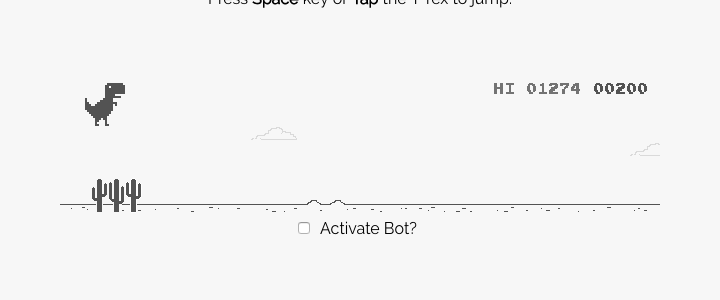 Press Space key or Tap the T-rex to jump.
HI 01274 00200
Activate Bot?